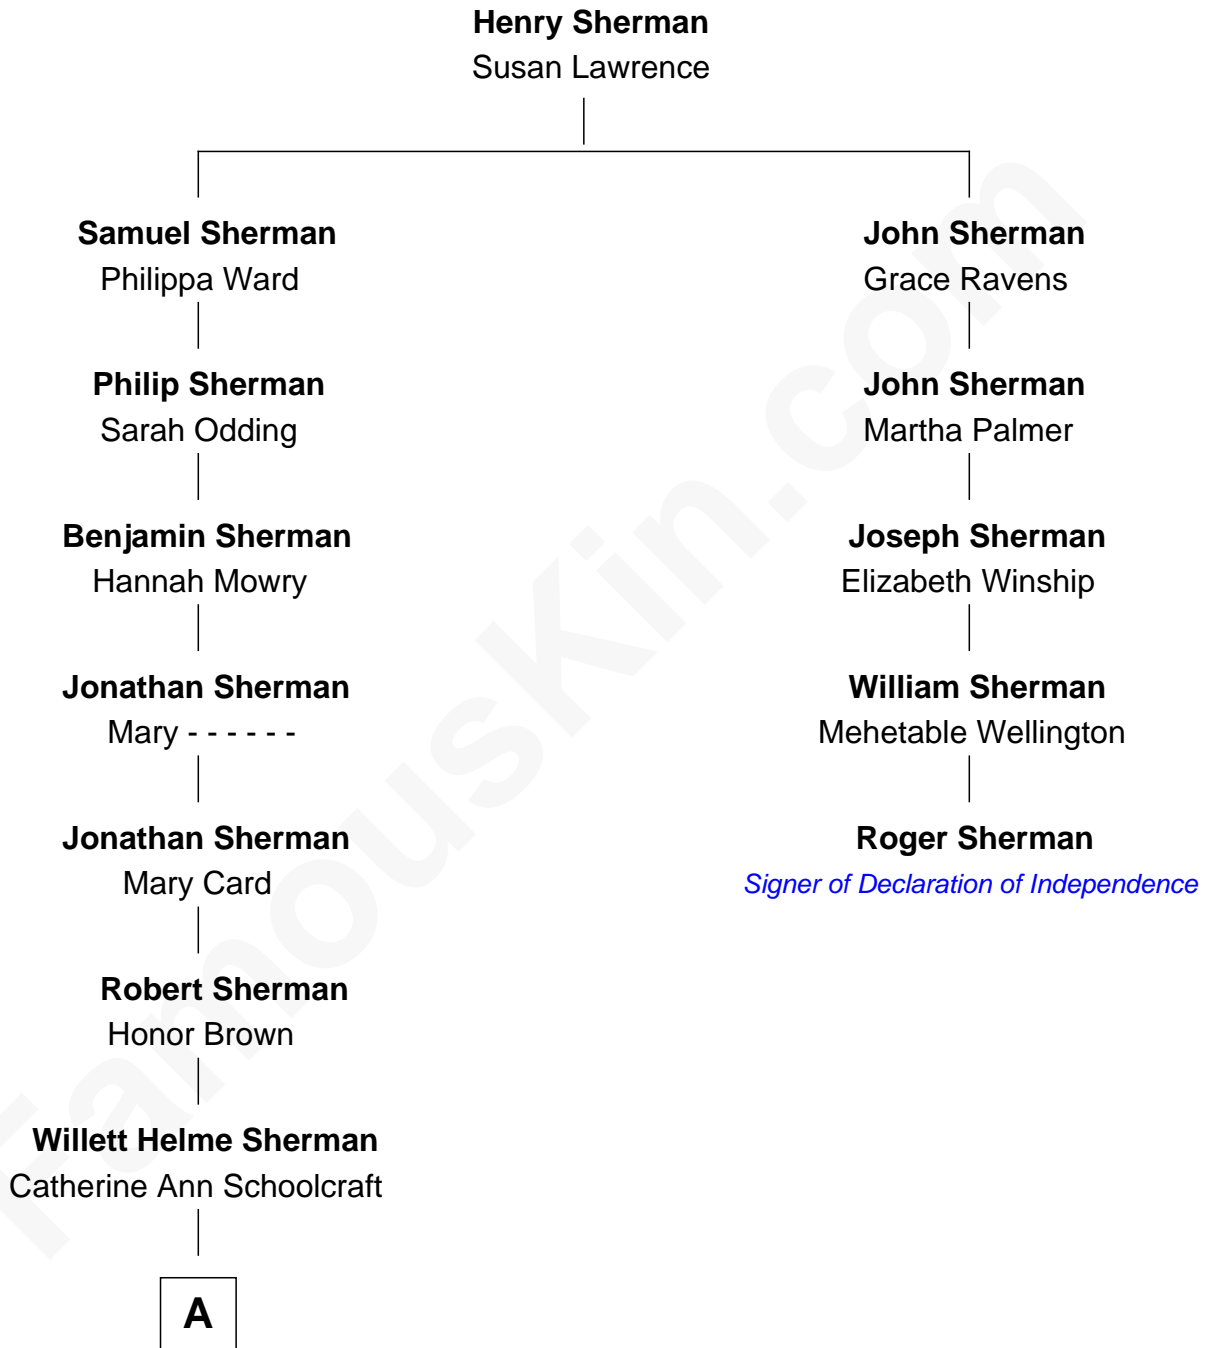 Henry Sherman
Susan Lawrence
Samuel Sherman
Philippa Ward
John Sherman
Grace Ravens
Philip Sherman
Sarah Odding
John Sherman
Martha Palmer
Benjamin Sherman
Hannah Mowry
Joseph Sherman
Elizabeth Winship
Jonathan Sherman
Mary - - - - - -
William Sherman
Mehetable Wellington
Jonathan Sherman
Mary Card
Roger Sherman
Signer of Declaration of Independence
Robert Sherman
Honor Brown
Willett Helme Sherman
Catherine Ann Schoolcraft
A
FamousKin.com